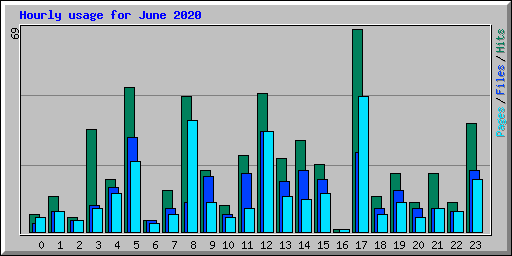 Hourly usage for June 2020
69
Pages / Files / Hits
0 1 2 3 4 5 6 7 8 9 10 11 12 13 14 15 16 17 18 19 20 21 22 23